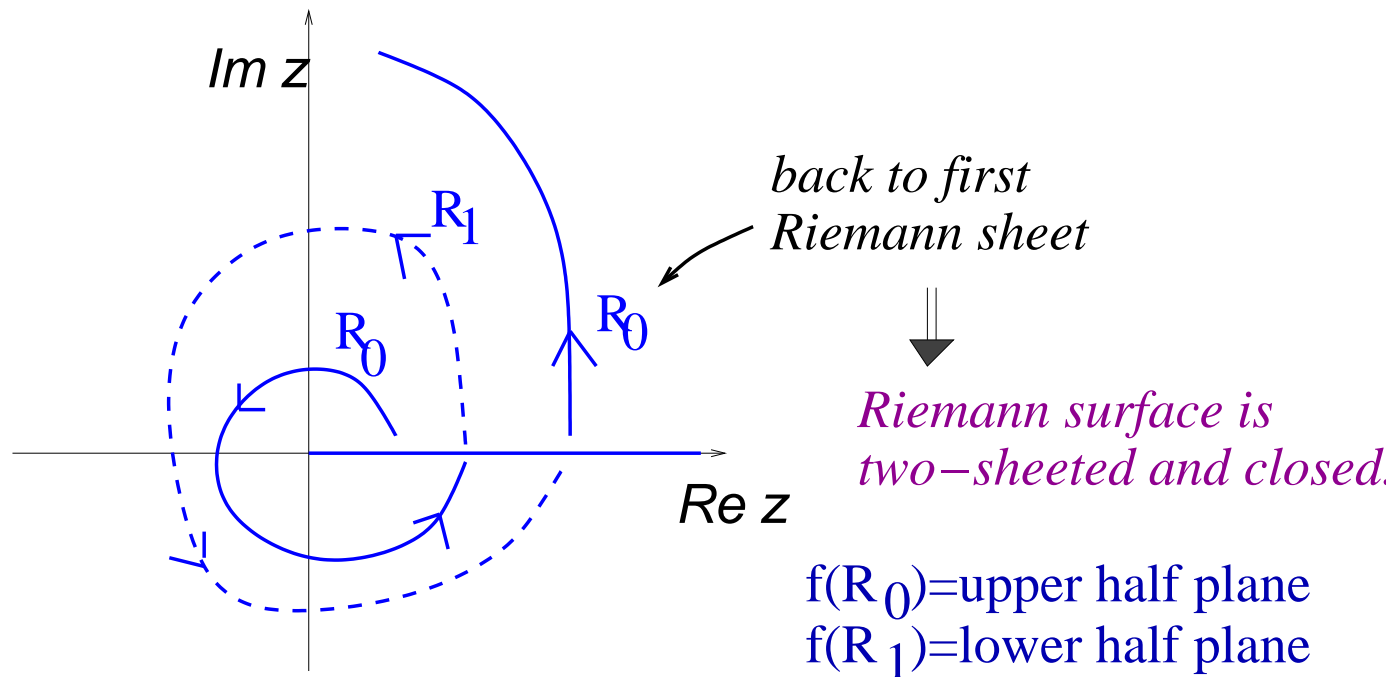 Im z
back to first
Riemann sheet
R1
R0
R0
Riemann surface is
two−sheeted and closed.
Re z
f(R0)=upper half plane
f(R1)=lower half plane